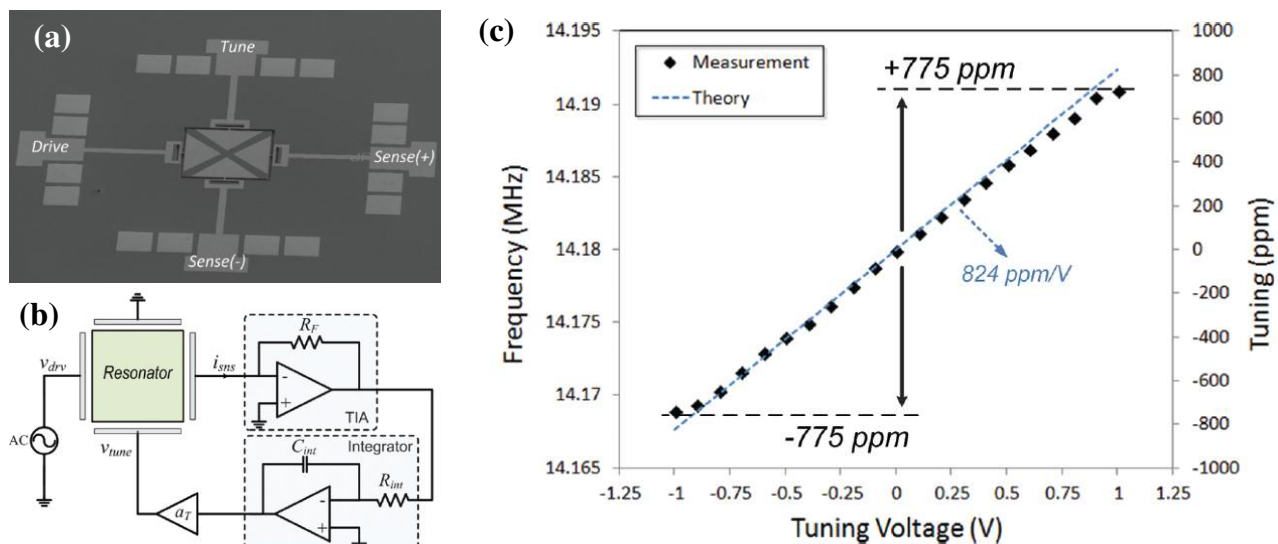 (a)
Tune
Drive
Sense(+)
Sense(-)
(b)
R_F
v_drv
Resonator
i_sns
-
+
TIA
AC
v_tune
C_int
Integrator
R_int
a_T
-
+
(c)
14.195
14.19
14.185
14.18
14.175
14.17
14.165
Frequency (MHz)
Measurement
Theory
+775 ppm
824 ppm/V
-775 ppm
1000
800
600
400
200
0
-200
-400
-600
-800
-1000
Tuning (ppm)
-1.25 -1 -0.75 -0.5 -0.25 0 0.25 0.5 0.75 1 1.25
Tuning Voltage (V)